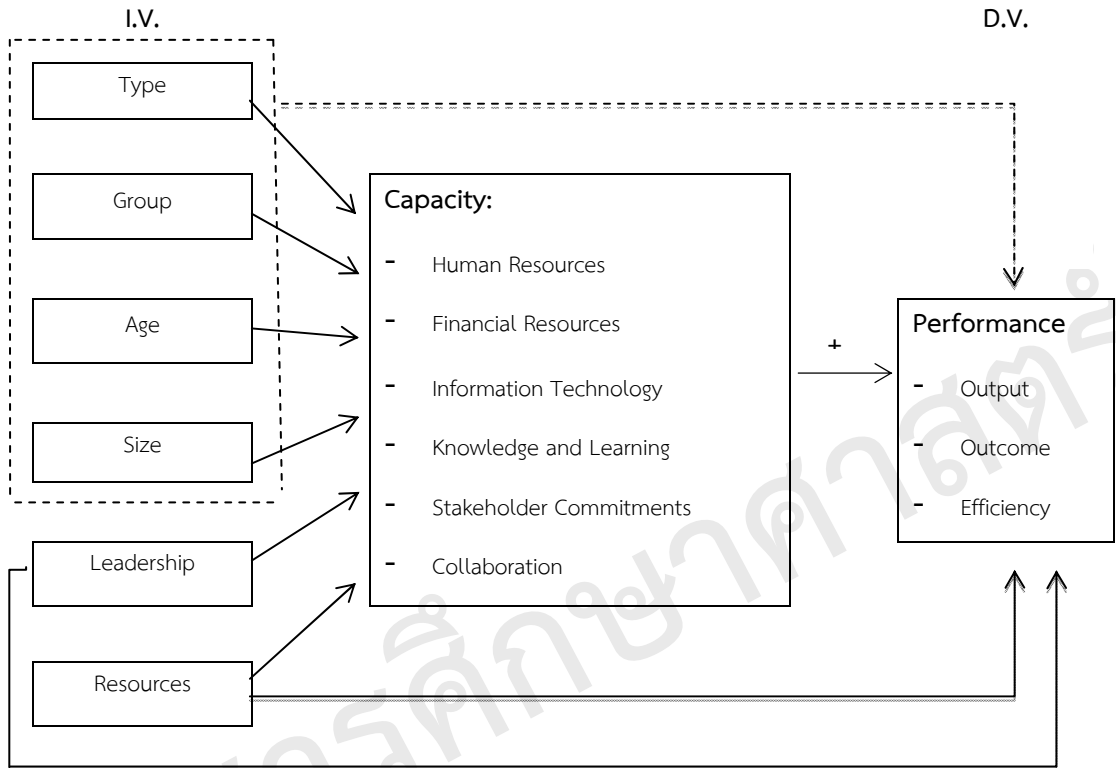 I.V.
D.V.
Type
Group
Age
Size
Leadership
Resources
Capacity:
- Human Resources
- Financial Resources
- Information Technology
- Knowledge and Learning
- Stakeholder Commitments
- Collaboration
+
Performance
- Output
- Outcome
- Efficiency